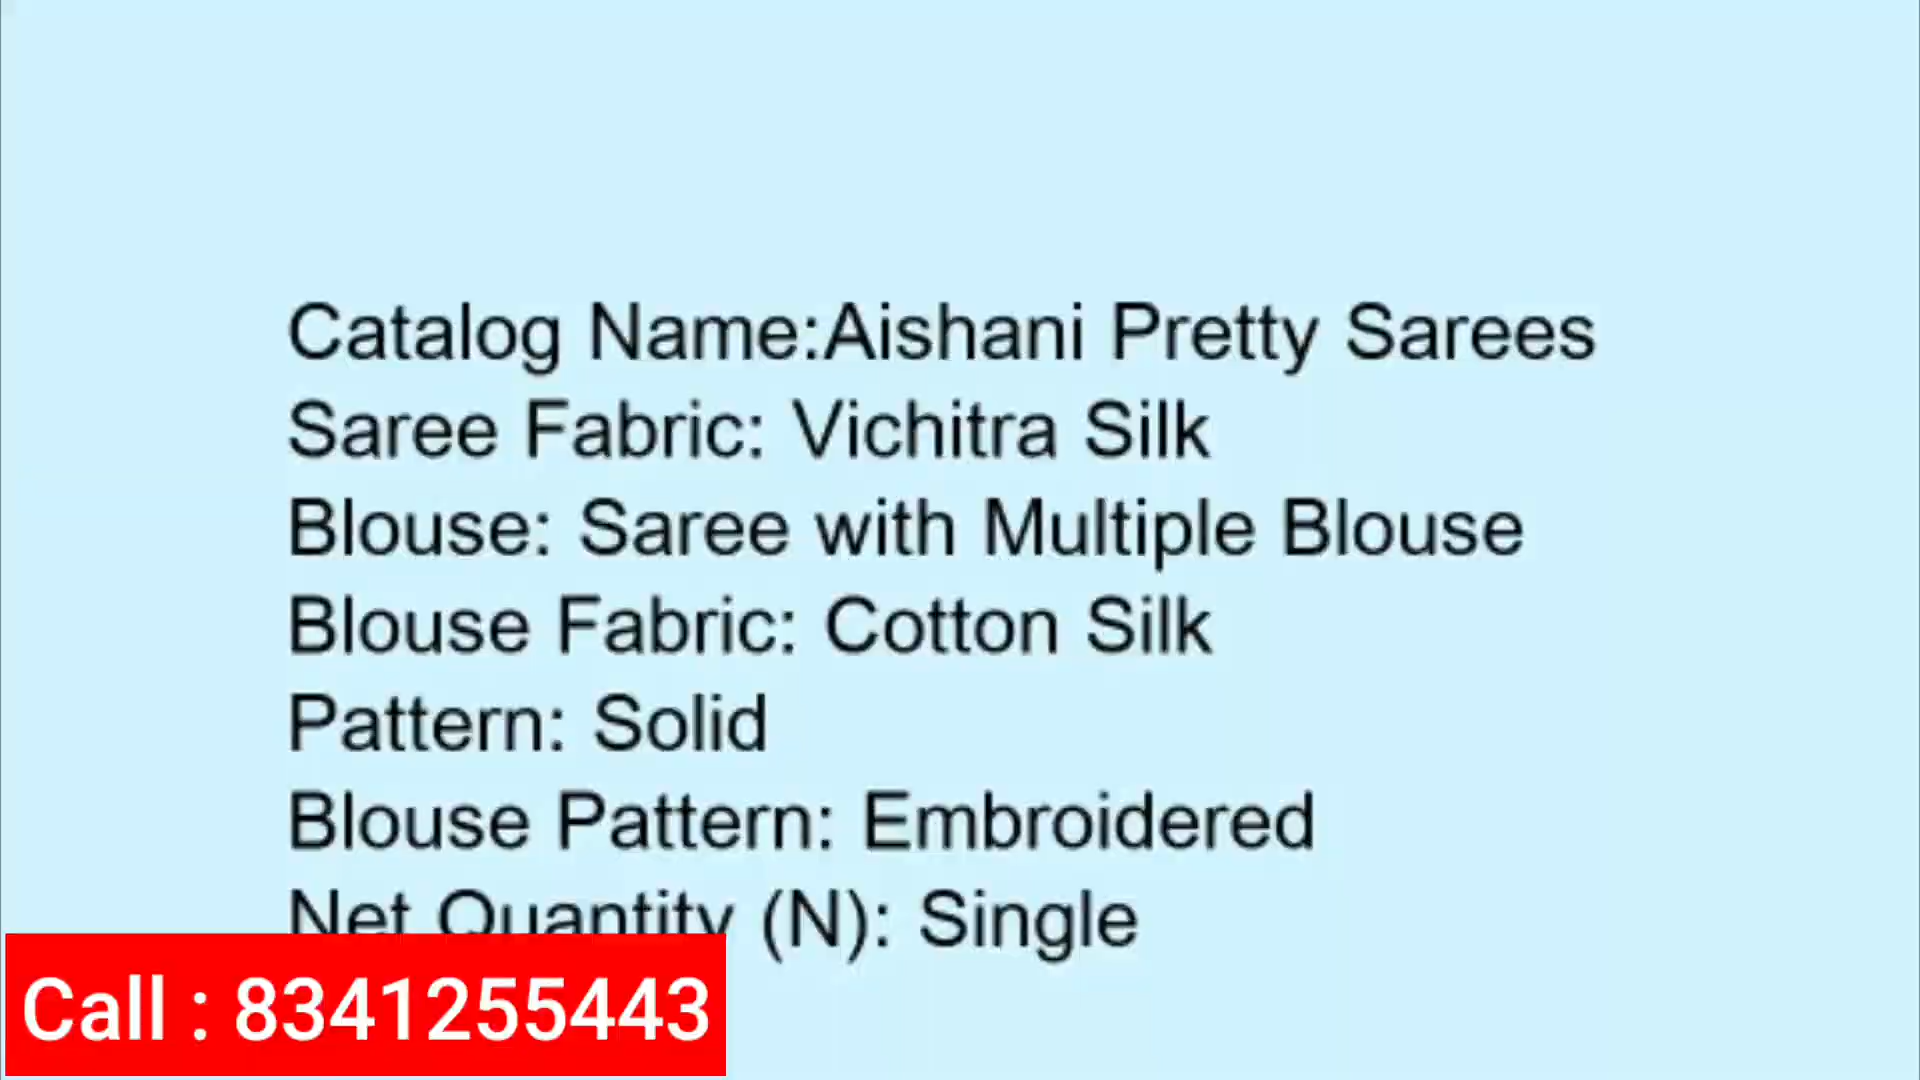 Catalog Name:Aishani Pretty Sarees
Saree Fabric: Vichitra Silk
Blouse: Saree with Multiple Blouse
Blouse Fabric: Cotton Silk
Pattern: Solid
Blouse Pattern: Embroidered
Net Quantity (N): Single
Call : 8341255443